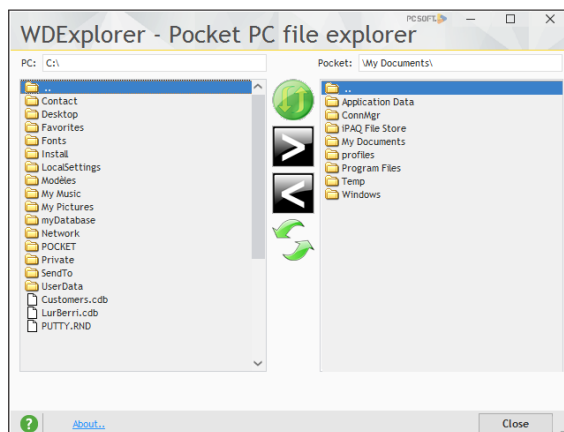 PC SOFT
WDExplorer - Pocket PC file explorer
PC: C:\
Pocket: \My Documents\
..
Contact
Desktop
Favorites
Fonts
Install
LocalSettings
Modèles
My Music
My Pictures
myDatabase
Network
POCKET
Private
SendTo
UserData
Customers.cdb
LurBerri.cdb
PUTTY.RND
>
<
..
Application Data
ConnMgr
iPAQ File Store
My Documents
profiles
Program Files
Temp
Windows
?
About..
Close